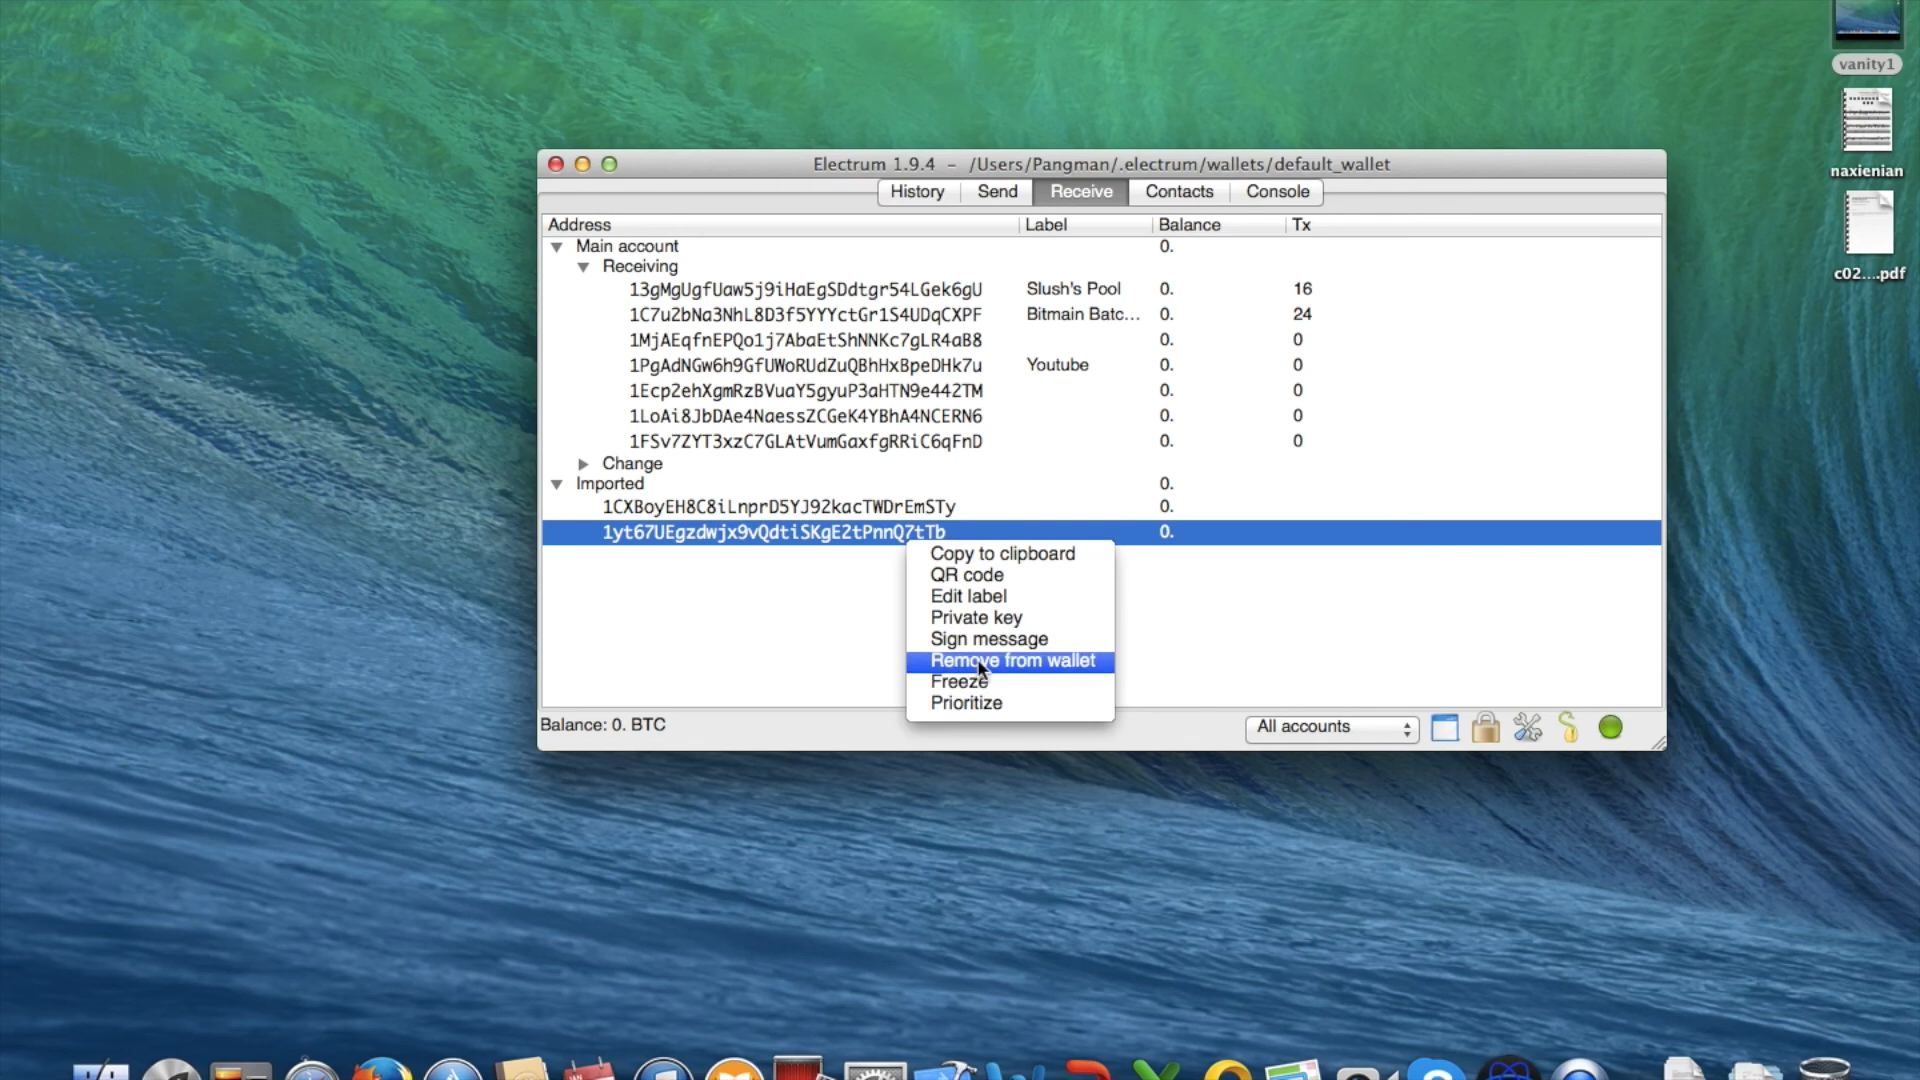 vanity1
naxienian
c02....pdf
Electrum 1.9.4 – /Users/Pangman/.electrum/wallets/default_wallet
History Send Receive Contacts Console
Address Label Balance Tx
Main account 0.
Receiving
13gMgUgfUaw5j9iHaEgSDdtgr54LGek6gU Slush's Pool 0. 16
1C7u2bNa3NhL8D3f5YYYctGr1S4UDqCXPF Bitmain Batc... 0. 24
1MjAEqfnEPQo1j7AbaEtShNNKc7gLR4aB8 0. 0
1PgAdNGw6h9GfUWoRUdZuQBhHxBpeDHk7u Youtube 0. 0
1Ecp2ehXgmRzBVuaY5gyuP3aHTN9e442TM 0. 0
1LoAi8JbDAe4NaessZCGeK4YBhA4NCERN6 0. 0
1FSv7ZYT3xzC7GLAtVumGaxfgRRiC6qFnD 0. 0
Change
Imported 0.
1CXBoyEH8C8iLnprD5YJ92kacTWDrEmSTy 0.
1yt67UEgzdwjx9vQdtiSKgE2tPnnQ7tTb 0.
Copy to clipboard
QR code
Edit label
Private key
Sign message
Remove from wallet
Freeze
Prioritize
Balance: 0. BTC All accounts